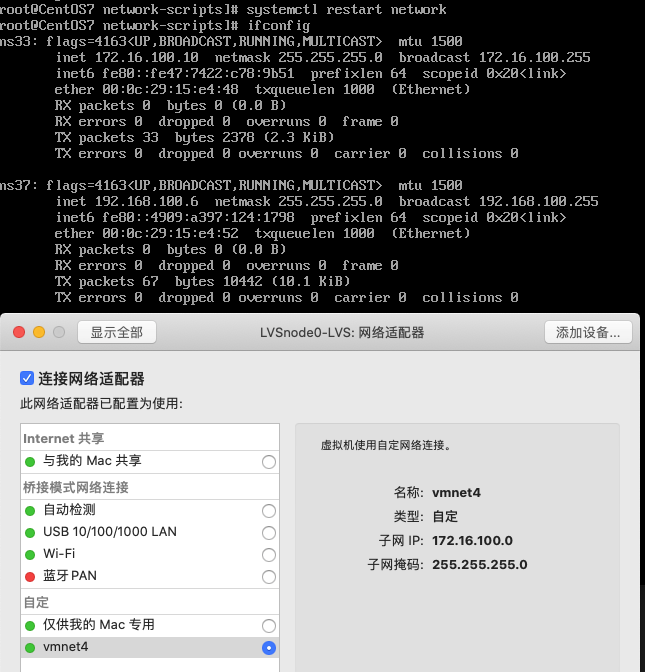 root@CentOS7 network-scripts]# systemctl restart network
root@CentOS7 network-scripts]# ifconfig
ns33: flags=4163<UP,BROADCAST,RUNNING,MULTICAST>  mtu 1500
inet 172.16.100.10  netmask 255.255.255.0  broadcast 172.16.100.255
inet6 fe80::fe47:7422:c78:9b51  prefixlen 64  scopeid 0x20<link>
ether 00:0c:29:15:e4:48  txqueuelen 1000  (Ethernet)
RX packets 0  bytes 0 (0.0 B)
RX errors 0  dropped 0  overruns 0  frame 0
TX packets 33  bytes 2378 (2.3 KiB)
TX errors 0  dropped 0 overruns 0  carrier 0  collisions 0
ns37: flags=4163<UP,BROADCAST,RUNNING,MULTICAST>  mtu 1500
inet 192.168.100.6  netmask 255.255.255.0  broadcast 192.168.100.255
inet6 fe80::4909:a397:124:1798  prefixlen 64  scopeid 0x20<link>
ether 00:0c:29:15:e4:52  txqueuelen 1000  (Ethernet)
RX packets 0  bytes 0 (0.0 B)
RX errors 0  dropped 0  overruns 0  frame 0
TX packets 67  bytes 10442 (10.1 KiB)
TX errors 0  dropped 0 overruns 0  carrier 0  collisions 0
显示全部 LVSnode0-LVS: 网络适配器 添加设备...
连接网络适配器
此网络适配器已配置为使用:
Internet 共享
与我的 Mac 共享
桥接模式网络连接
自动检测
USB 10/100/1000 LAN
Wi-Fi
蓝牙 PAN
自定
仅供我的 Mac 专用
vmnet4
虚拟机使用自定网络连接。
名称: vmnet4
类型: 自定
子网 IP: 172.16.100.0
子网掩码: 255.255.255.0